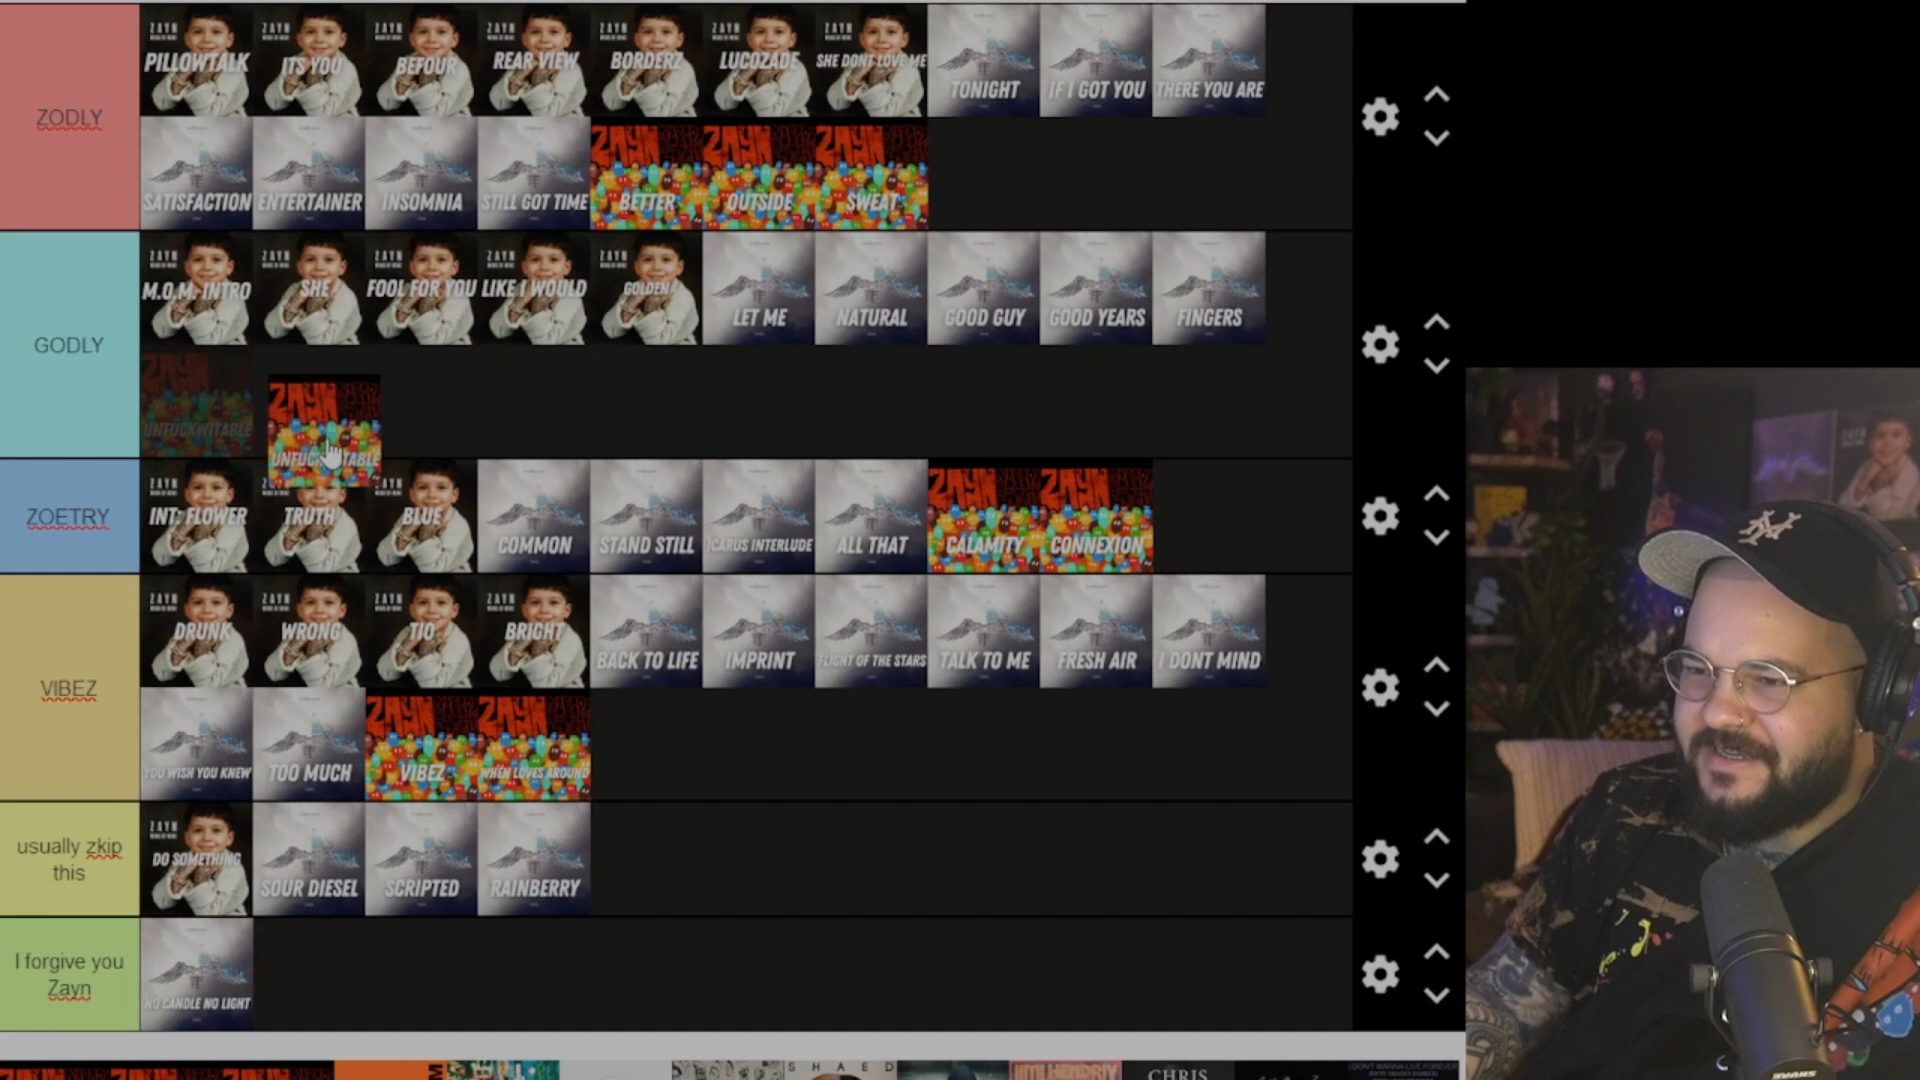 ZODLY
PILLOWTALK
ITS YOU
BEFOUR
REAR VIEW
BORDERZ
LUCOZADE
SHE DONT LOVE ME
TONIGHT
IF I GOT YOU
THERE YOU ARE
SATISFACTION
ENTERTAINER
INSOMNIA
STILL GOT TIME
BETTER
OUTSIDE
SWEAT
GODLY
M.O.M. INTRO
SHE
FOOL FOR YOU
LIKE I WOULD
GOLDEN
LET ME
NATURAL
GOOD GUY
GOOD YEARS
FINGERS
UNFUCKWITABLE
ZAYN
ZOETRY
INT: FLOWER
TRUTH
BLUE
COMMON
STAND STILL
ICARUS INTERLUDE
ALL THAT
CALAMITY
CONNEXION
VIBEZ
DRUNK
WRONG
TIO
BRIGHT
BACK TO LIFE
IMPRINT
FLIGHT OF THE STARS
TALK TO ME
FRESH AIR
I DONT MIND
YOU WISH YOU KNEW
TOO MUCH
VIBEZ
WHEN LOVES AROUND
usually zkip
this
DO SOMETHING
SOUR DIESEL
SCRIPTED
RAINBERRY
I forgive you
Zayn
NO CANDLE NO LIGHT
SHAED
JIMI HENDRIX
CHRIS